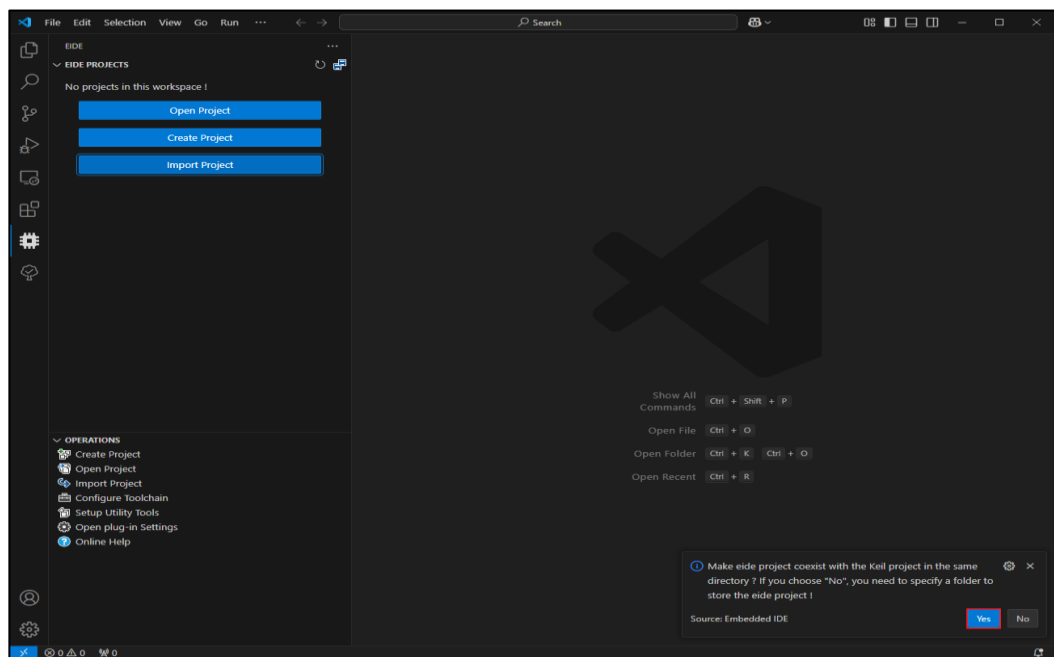 File Edit Selection View Go Run ··· Search
EIDE ···
EIDE PROJECTS
No projects in this workspace !
Open Project
Create Project
Import Project
Show All
Commands Ctrl + Shift + P
Open File Ctrl + O
Open Folder Ctrl + K Ctrl + O
Open Recent Ctrl + R
OPERATIONS
Create Project
Open Project
Import Project
Configure Toolchain
Setup Utility Tools
Open plug-in Settings
Online Help
Make eide project coexist with the Keil project in the same
directory ? If you choose "No", you need to specify a folder to
store the eide project !
Source: Embedded IDE Yes No
0 0 0